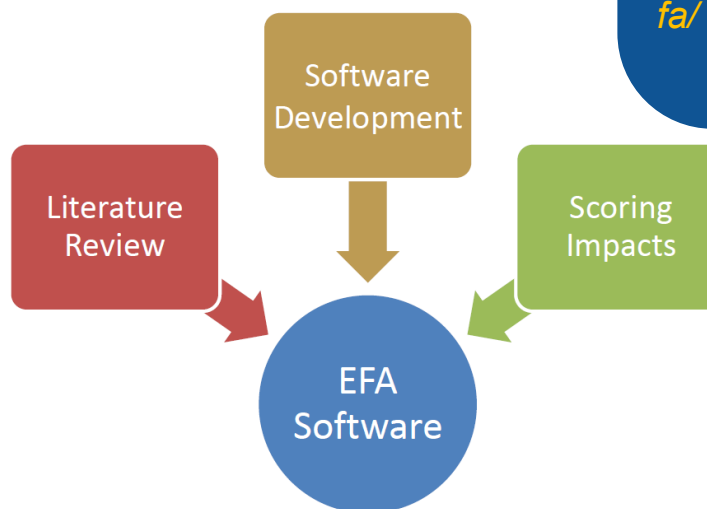 fa/
Software
Development
Literature
Review
Scoring
Impacts
EFA
Software